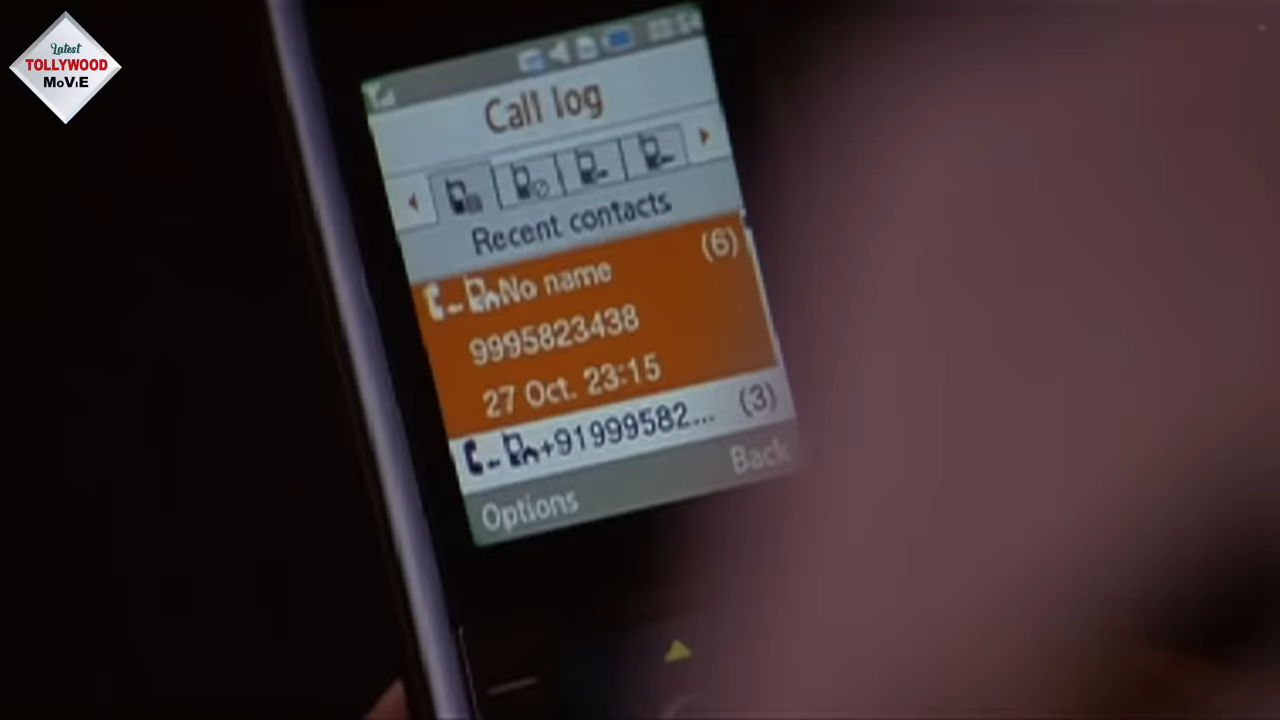 Latest
TOLLYWOOD
MoViE
Call log
Recent contacts
No name (6)
9995823438
27 Oct. 23:15
+91999582... (3)
Options Back